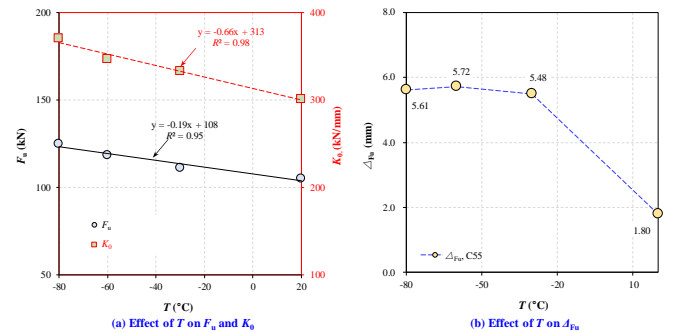 200
150
100
50
400
300
200
100
-80
-60
-40
-20
0
20
Fu (kN)
K0 (kN/mm)
T (°C)
y = -0.66x + 313
R² = 0.98
y = -0.19x + 108
R² = 0.95
Fu
K0
(a) Effect of T on Fu and K0
8.0
6.0
4.0
2.0
0.0
-80
-50
-20
10
ΔFu (mm)
T (°C)
5.61
5.72
5.48
1.80
ΔFu, C55
(b) Effect of T on ΔFu